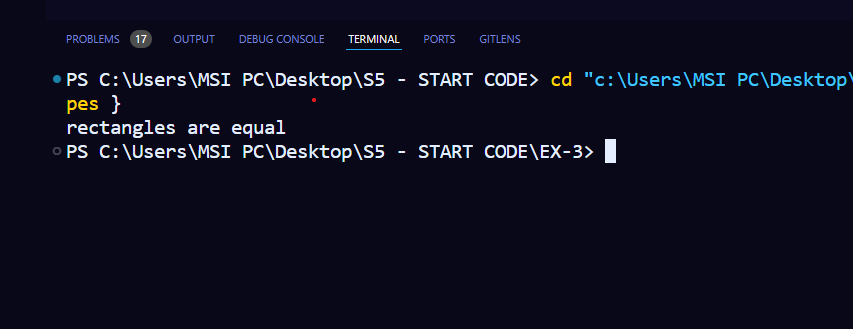 PROBLEMS 17 OUTPUT DEBUG CONSOLE TERMINAL PORTS GITLENS
PS C:\Users\MSI PC\Desktop\S5 - START CODE> cd "c:\Users\MSI PC\Desktop\
pes }
rectangles are equal
PS C:\Users\MSI PC\Desktop\S5 - START CODE\EX-3>